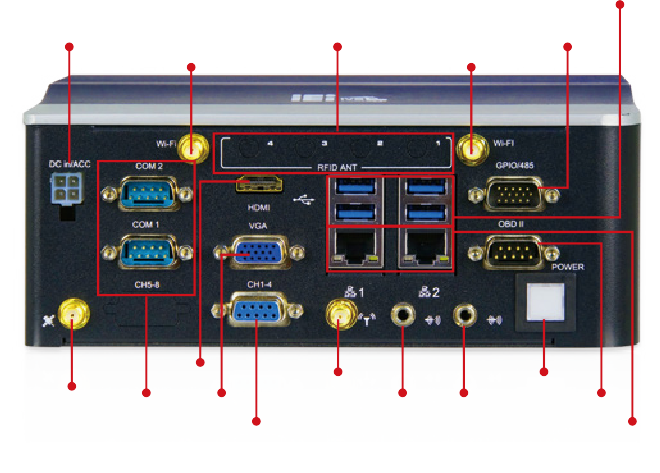 4 3 2 1
Wi-Fi
Wi-Fi
RFID ANT
DC in/ACC
COM 2
GPIO/485
HDMI
COM 1
VGA
OBD II
POWER
CH5-8
CH1-4
1
2